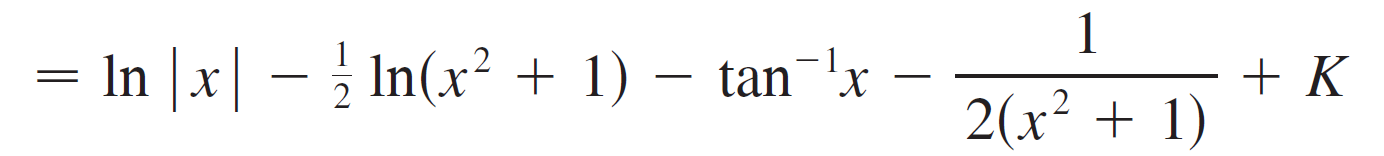 = ln |x| − ½ ln(x² + 1) − tan⁻¹x − 1/(2(x² + 1)) + K